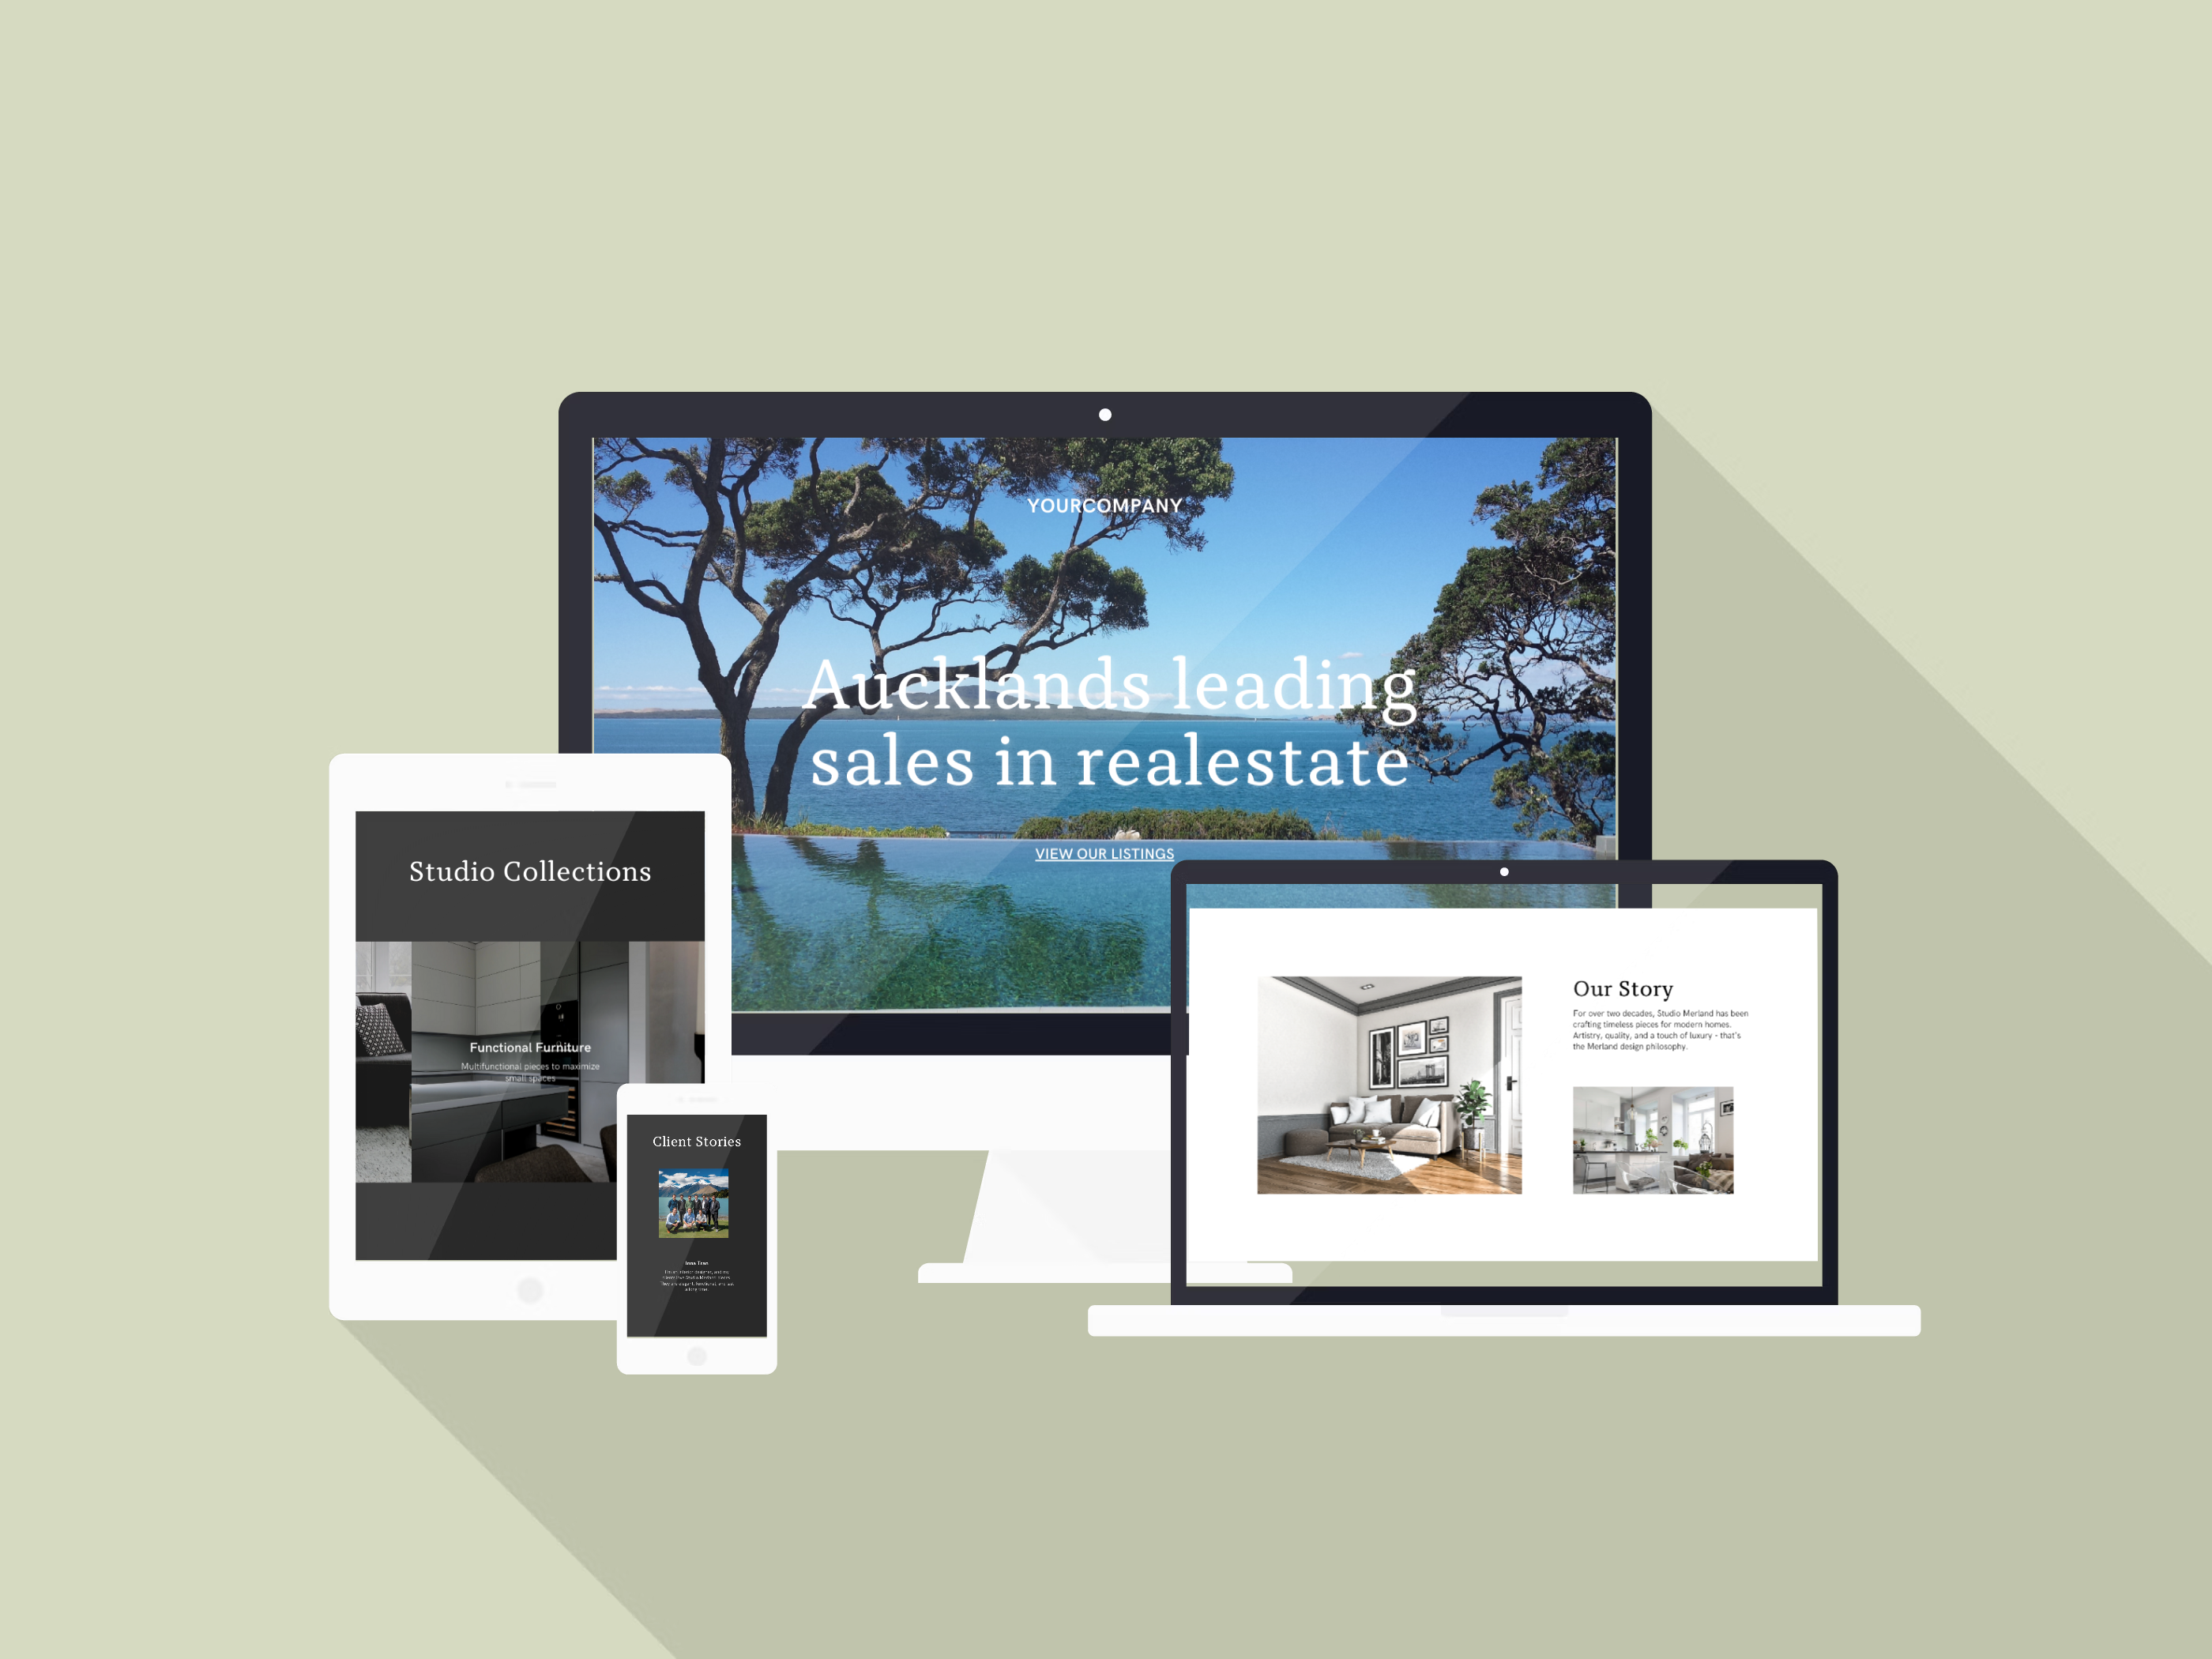 YOURCOMPANY
Aucklands leading
sales in realestate
VIEW OUR LISTINGS
Studio Collections
Functional Furniture
Multifunctional pieces to maximize
small spaces
Client Stories
Our Story
For over two decades, Studio Merland has been
crafting timeless pieces for modern homes.
Artistry, quality, and a touch of luxury - that's
the Merland design philosophy.